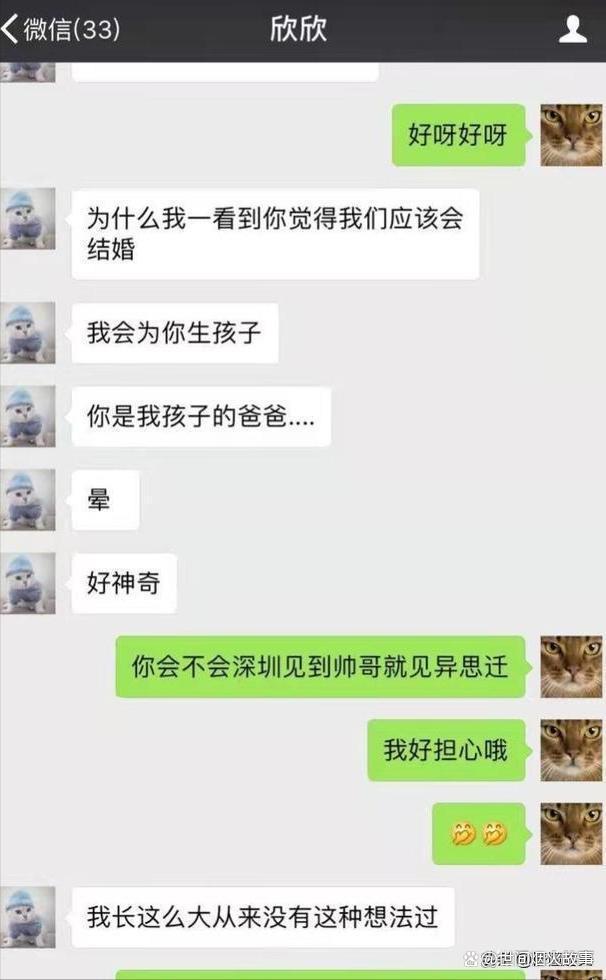 微信(33)
欣欣
好呀好呀
为什么我一看到你觉得我们应该会
结婚
我会为你生孩子
你是我孩子的爸爸....
晕
好神奇
你会不会深圳见到帅哥就见异思迁
我好担心哦
🤭🤭
我长这么大从来没有这种想法过